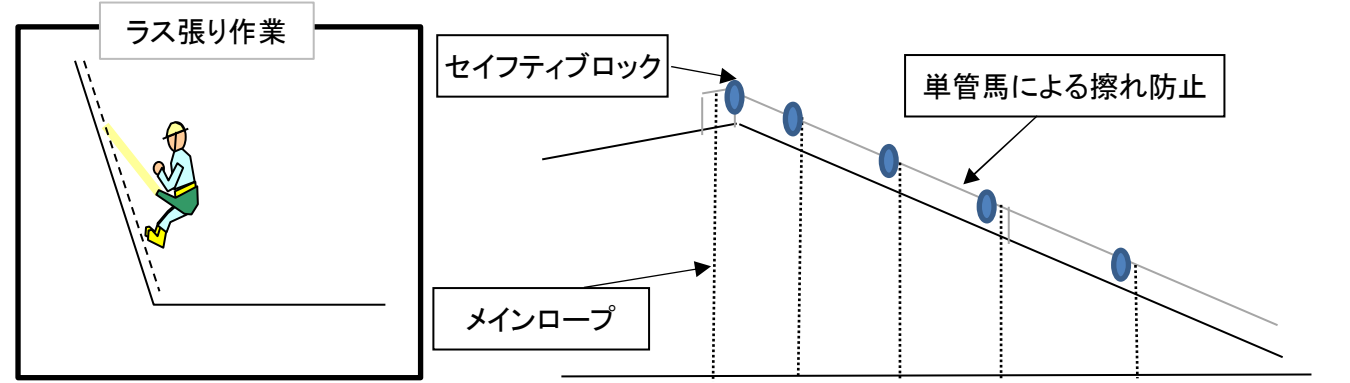 ラス張り作業
セイフティブロック
単管馬による擦れ防止
メインロープ